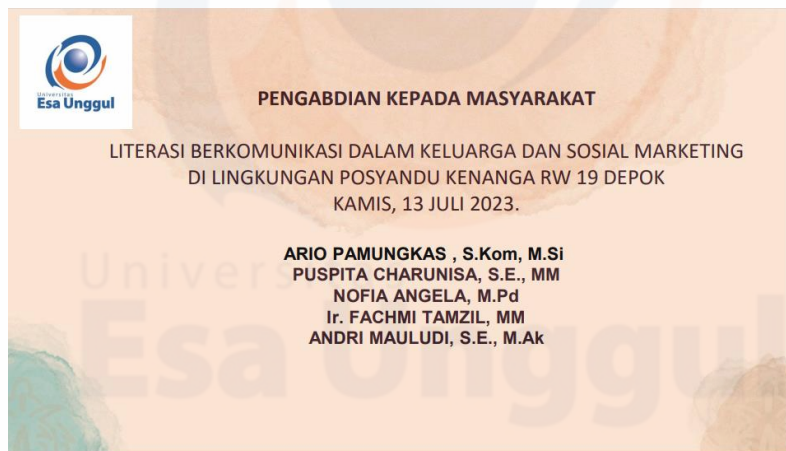 Universitas
Esa Unggul
PENGABDIAN KEPADA MASYARAKAT
LITERASI BERKOMUNIKASI DALAM KELUARGA DAN SOSIAL MARKETING
DI LINGKUNGAN POSYANDU KENANGA RW 19 DEPOK
KAMIS, 13 JULI 2023.
ARIO PAMUNGKAS , S.Kom, M.Si
PUSPITA CHARUNISA, S.E., MM
NOFIA ANGELA, M.Pd
Ir. FACHMI TAMZIL, MM
ANDRI MAULUDI, S.E., M.Ak
Universitas
Esa Unggul